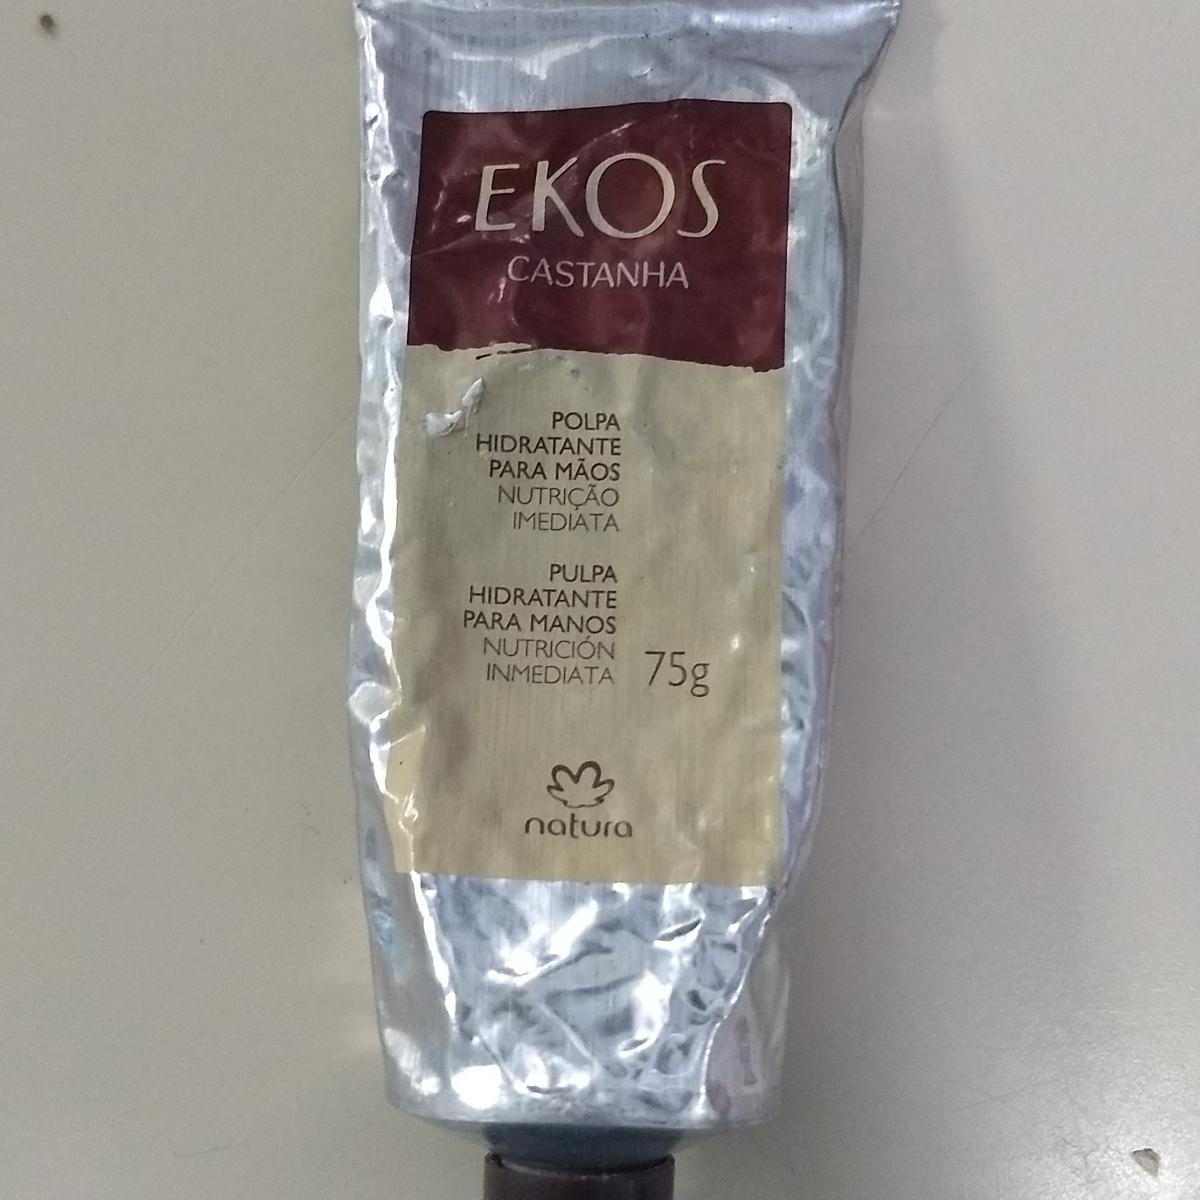 EKOS
CASTANHA
POLPA
HIDRATANTE
PARA MÃOS
NUTRIÇÃO
IMEDIATA
PULPA
HIDRATANTE
PARA MANOS
NUTRICIÓN
INMEDIATA
75g
natura